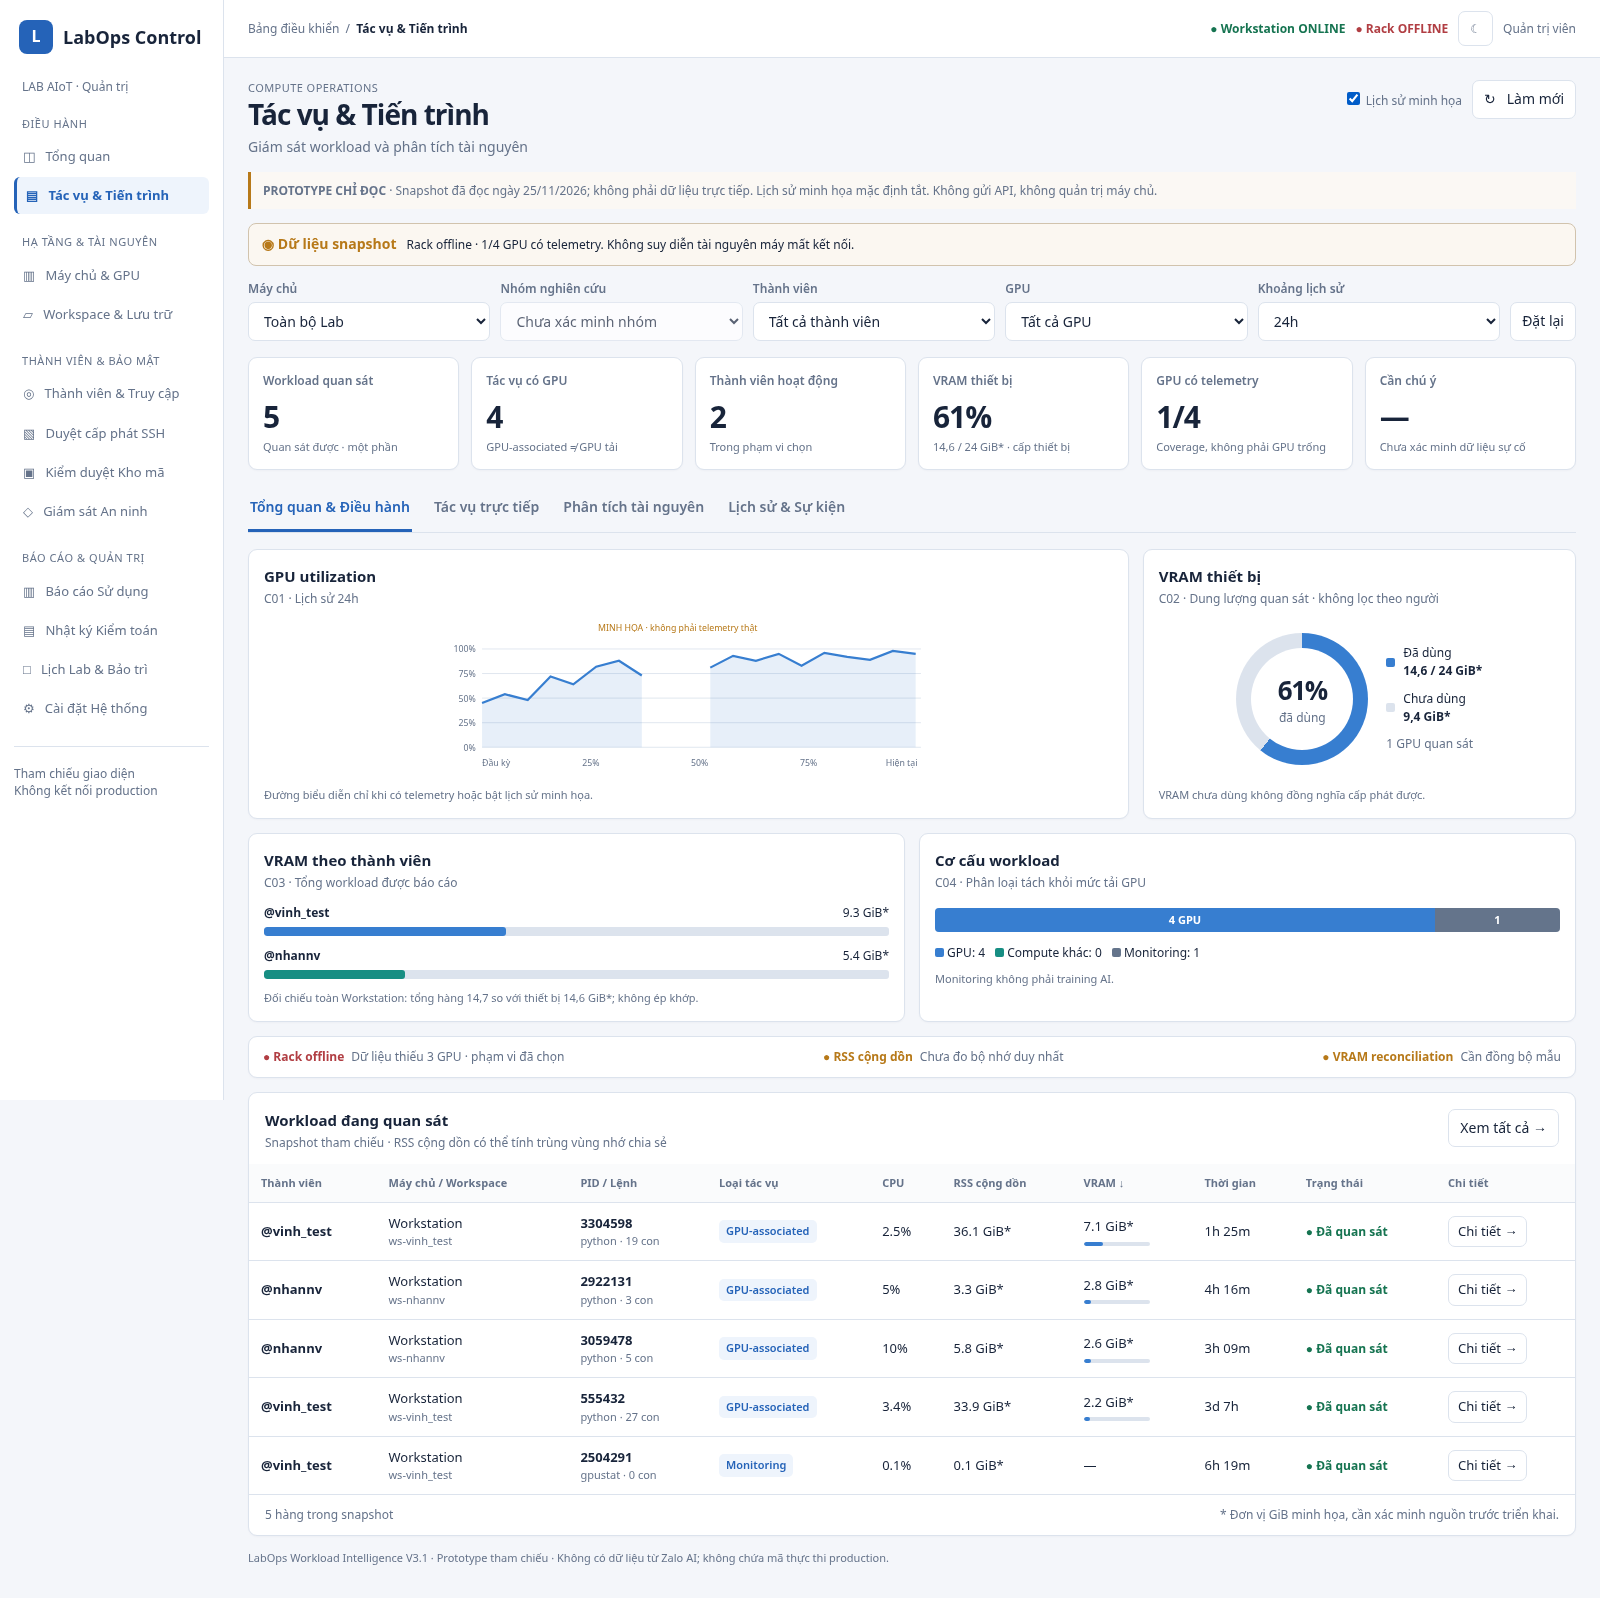 L LabOps Control
LAB AIoT · Quản trị
ĐIỀU HÀNH
Tổng quan
Tác vụ & Tiến trình
HẠ TẦNG & TÀI NGUYÊN
Máy chủ & GPU
Workspace & Lưu trữ
THÀNH VIÊN & BẢO MẬT
Thành viên & Truy cập
Duyệt cấp phát SSH
Kiểm duyệt Kho mã
Giám sát An ninh
BÁO CÁO & QUẢN TRỊ
Báo cáo Sử dụng
Nhật ký Kiểm toán
Lịch Lab & Bảo trì
Cài đặt Hệ thống
Tham chiếu giao diện
Không kết nối production
Bảng điều khiển / Tác vụ & Tiến trình
● Workstation ONLINE ● Rack OFFLINE ☾ Quản trị viên
COMPUTE OPERATIONS
Tác vụ & Tiến trình
Giám sát workload và phân tích tài nguyên
Lịch sử minh họa ↻ Làm mới
PROTOTYPE CHỈ ĐỌC · Snapshot đã đọc ngày 25/11/2026; không phải dữ liệu trực tiếp. Lịch sử minh họa mặc định tắt. Không gửi API, không quản trị máy chủ.
◉ Dữ liệu snapshot Rack offline · 1/4 GPU có telemetry. Không suy diễn tài nguyên máy mất kết nối.
Máy chủ Nhóm nghiên cứu Thành viên GPU Khoảng lịch sử
Toàn bộ Lab Chưa xác minh nhóm Tất cả thành viên Tất cả GPU 24h Đặt lại
Workload quan sát
5
Quan sát được · một phần
Tác vụ có GPU
4
GPU-associated ≠ GPU tải
Thành viên hoạt động
2
Trong phạm vi chọn
VRAM thiết bị
61%
14,6 / 24 GiB* · cấp thiết bị
GPU có telemetry
1/4
Coverage, không phải GPU trống
Cần chú ý
—
Chưa xác minh dữ liệu sự cố
Tổng quan & Điều hành Tác vụ trực tiếp Phân tích tài nguyên Lịch sử & Sự kiện
GPU utilization
C01 · Lịch sử 24h
MINH HỌA · không phải telemetry thật
100%
75%
50%
25%
0%
Đầu kỳ 25% 50% 75% Hiện tại
Đường biểu diễn chỉ khi có telemetry hoặc bật lịch sử minh họa.
VRAM thiết bị
C02 · Dung lượng quan sát · không lọc theo người
61%
đã dùng
Đã dùng
14,6 / 24 GiB*
Chưa dùng
9,4 GiB*
1 GPU quan sát
VRAM chưa dùng không đồng nghĩa cấp phát được.
VRAM theo thành viên
C03 · Tổng workload được báo cáo
@vinh_test 9.3 GiB*
@nhannv 5.4 GiB*
Đối chiếu toàn Workstation: tổng hàng 14,7 so với thiết bị 14,6 GiB*; không ép khớp.
Cơ cấu workload
C04 · Phân loại tách khỏi mức tải GPU
4 GPU 1
GPU: 4 Compute khác: 0 Monitoring: 1
Monitoring không phải training AI.
● Rack offline Dữ liệu thiếu 3 GPU · phạm vi đã chọn
● RSS cộng dồn Chưa đo bộ nhớ duy nhất
● VRAM reconciliation Cần đồng bộ mẫu
Workload đang quan sát
Snapshot tham chiếu · RSS cộng dồn có thể tính trùng vùng nhớ chia sẻ
Xem tất cả →
Thành viên Máy chủ / Workspace PID / Lệnh Loại tác vụ CPU RSS cộng dồn VRAM ↓ Thời gian Trạng thái Chi tiết
@vinh_test Workstation 3304598 GPU-associated 2.5% 36.1 GiB* 7.1 GiB* 1h 25m ● Đã quan sát Chi tiết →
ws-vinh_test python · 19 con
@nhannv Workstation 2922131 GPU-associated 5% 3.3 GiB* 2.8 GiB* 4h 16m ● Đã quan sát Chi tiết →
ws-nhannv python · 3 con
@nhannv Workstation 3059478 GPU-associated 10% 5.8 GiB* 2.6 GiB* 3h 09m ● Đã quan sát Chi tiết →
ws-nhannv python · 5 con
@vinh_test Workstation 555432 GPU-associated 3.4% 33.9 GiB* 2.2 GiB* 3d 7h ● Đã quan sát Chi tiết →
ws-vinh_test python · 27 con
@vinh_test Workstation 2504291 Monitoring 0.1% 0.1 GiB* — 6h 19m ● Đã quan sát Chi tiết →
ws-vinh_test gpustat · 0 con
5 hàng trong snapshot
* Đơn vị GiB minh họa, cần xác minh nguồn trước triển khai.
LabOps Workload Intelligence V3.1 · Prototype tham chiếu · Không có dữ liệu từ Zalo AI; không chứa mã thực thi production.